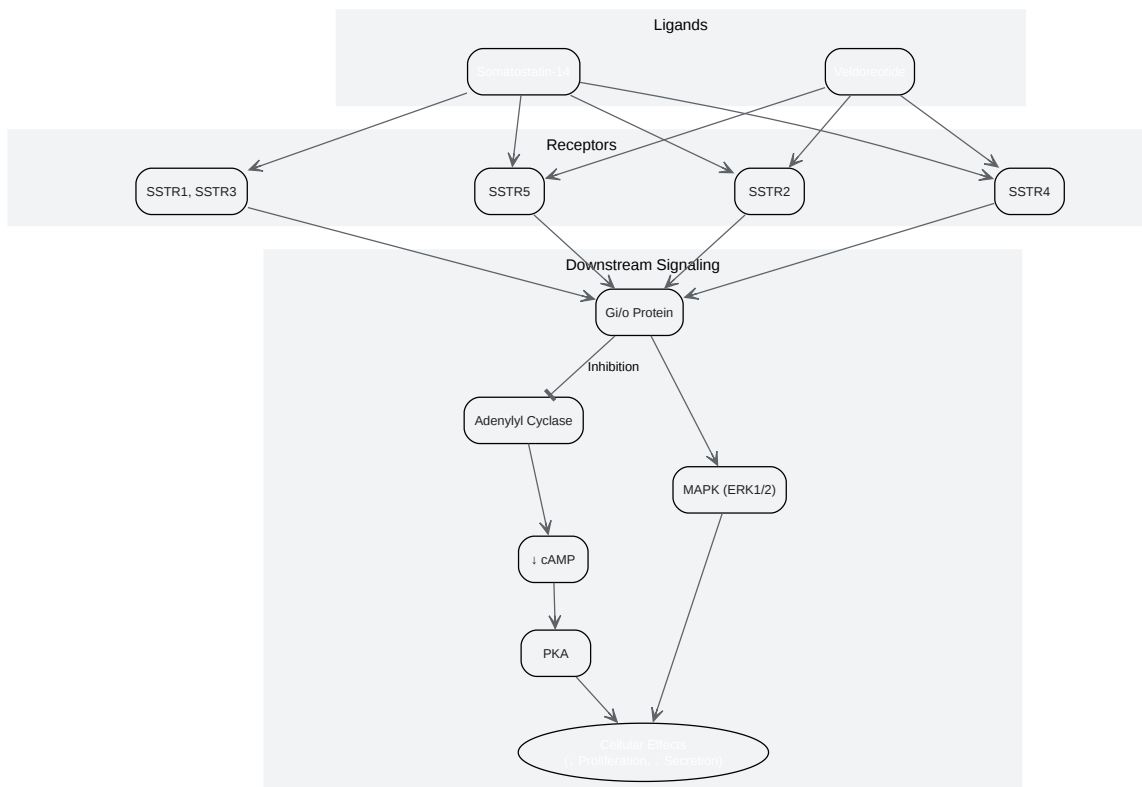 Ligands
Somatostatin-14
Veldoreotide
Receptors
SSTR1, SSTR3
SSTR5
SSTR2
SSTR4
Downstream Signaling
Gi/o Protein
Inhibition
Adenylyl Cyclase
MAPK (ERK1/2)
↓ cAMP
PKA
Cellular Effects
(↓ Proliferation, ↓ Secretion)